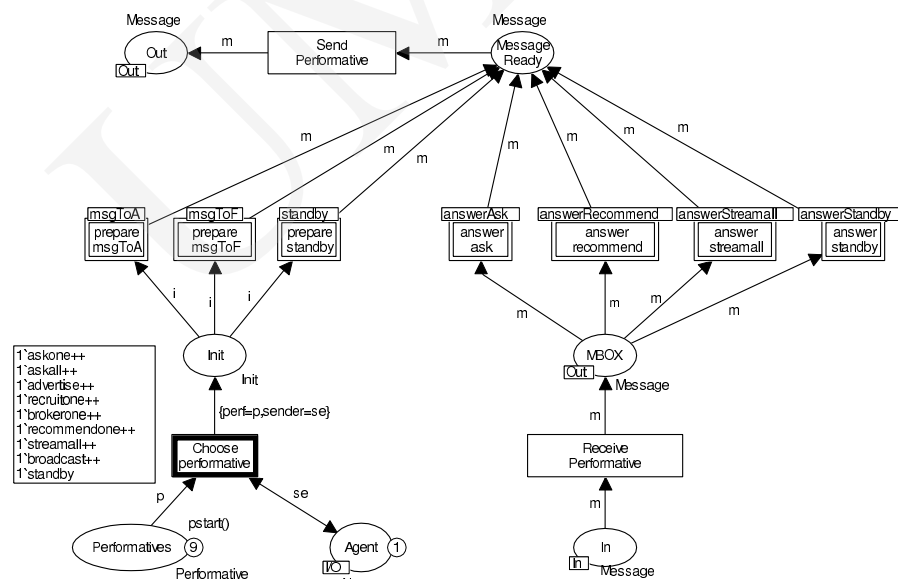 Message
Message
m
m
Out
Send
Performative
Message
Ready
Out
m
m
m
m
m
m
m
msgToA
msgToF
standby
answerAsk
answerRecommend
answerStreamall
answerStandby
prepare
msgToA
prepare
msgToF
prepare
standby
answer
ask
answer
recommend
answer
streamall
answer
standby
i
i
i
m
m
m
m
Init
MBOX
Out
Init
Message
1`askone++
1`askall++
1`advertise++
1`recruitone++
1`brokerone++
1`recommendone++
1`streamall++
1`broadcast++
1`standby
{perf=p,sender=se}
m
Choose
performative
Receive
Performative
p
se
m
pstart()
Performatives
9
Agent
1
In
I/O
In
Performative
Message